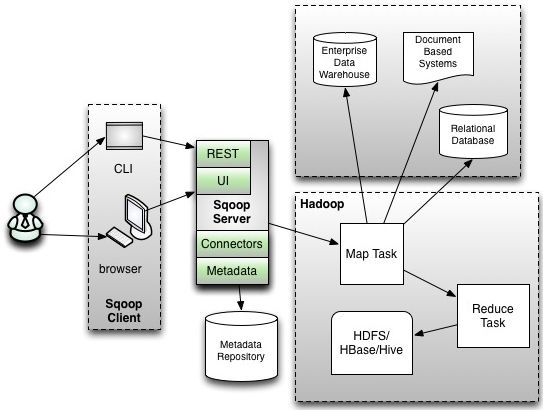 Enterprise
Data
Warehouse
Document
Based
Systems
Relational
Database
CLI
browser
Sqoop
Client
REST
UI
Sqoop
Server
Connectors
Metadata
Metadata
Repository
Hadoop
Map Task
Reduce
Task
HDFS/
HBase/Hive